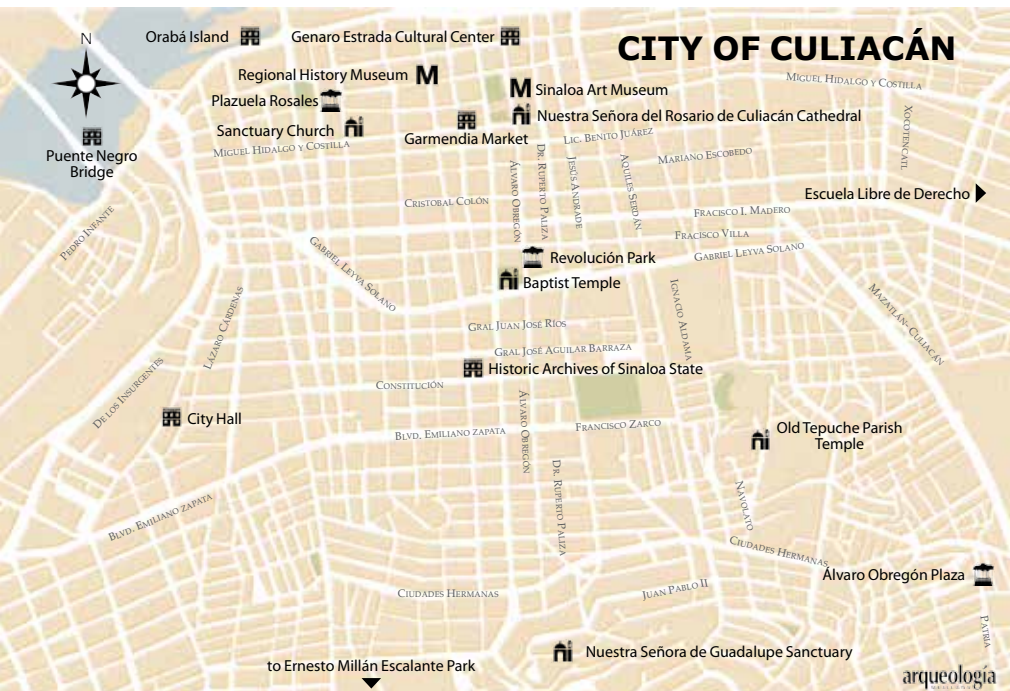 CITY OF CULIACÁN
N
Orabá Island
Genaro Estrada Cultural Center
Regional History Museum M
M Sinaloa Art Museum
MIGUEL HIDALGO Y COSTILLA
Plazuela Rosales
Nuestra Señora del Rosario de Culiacán Cathedral
Sanctuary Church
Garmendia Market
LIC. BENITO JUÁREZ
XOCOTENCATL
Puente Negro
Bridge
MIGUEL HIDALGO Y COSTILLA
MARIANO ESCOBEDO
ÁLVARO OBREGÓN
DR. RUPERTO PALIZA
JESÚS ANDRADE
AQUILES SERDÁN
Escuela Libre de Derecho
CRISTOBAL COLÓN
FRACISCO I. MADERO
PEDRO INFANTE
FRACISCO VILLA
GABRIEL LEYVA SOLANO
GABRIEL LEYVA SOLANO
Revolución Park
Baptist Temple
IGNACIO ALDAMA
MAZATLÁN- CULIACÁN
LAZARO CÁRDENAS
GRAL JUAN JOSÉ RÍOS
GRAL JOSÉ AGUILAR BARRAZA
Historic Archives of Sinaloa State
CONSTITUCIÓN
DE LOS INSURGENTES
City Hall
ÁLVARO OBREGÓN
BLVD. EMILIANO ZAPATA
FRANCISCO ZARCO
Old Tepuche Parish
Temple
DR. RUPERTO PALIZA
NAVOLATO
BLVD. EMILIANO ZAPATA
CIUDADES HERMANAS
Álvaro Obregón Plaza
CIUDADES HERMANAS
JUAN PABLO II
PATRIA
Nuestra Señora de Guadalupe Sanctuary
to Ernesto Millán Escalante Park
arqueología